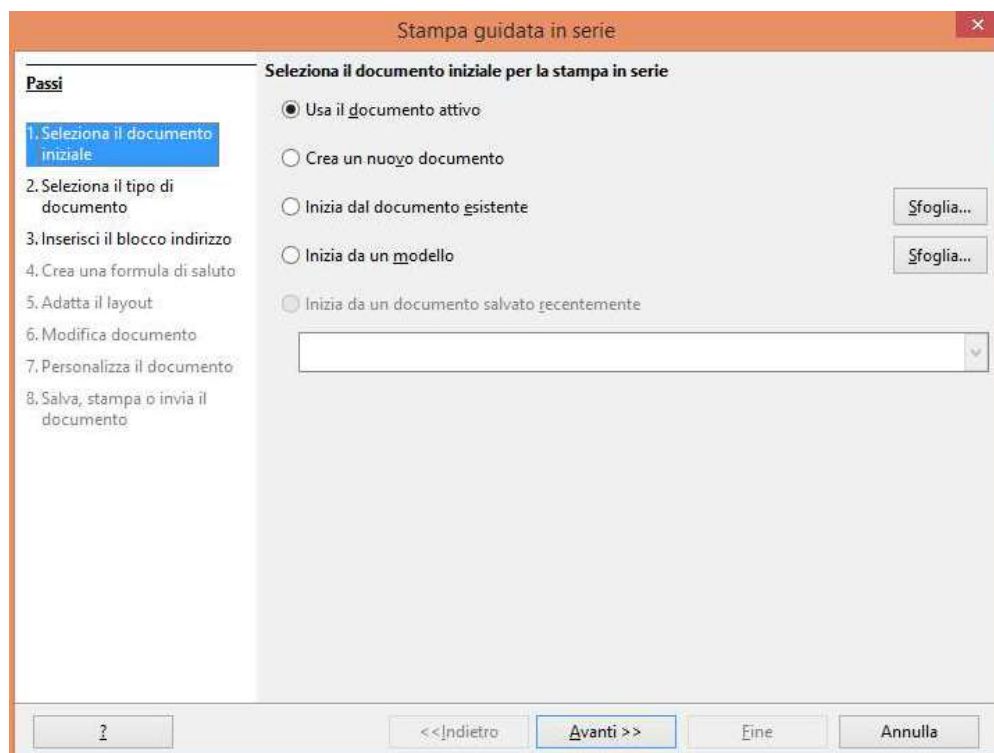 Stampa guidata in serie
Passi
1. Seleziona il documento
iniziale
2. Seleziona il tipo di
documento
3. Inserisci il blocco indirizzo
4. Crea una formula di saluto
5. Adatta il layout
6. Modifica documento
7. Personalizza il documento
8. Salva, stampa o invia il
documento
Seleziona il documento iniziale per la stampa in serie
Usa il documento attivo
Crea un nuovo documento
Inizia dal documento esistente
Sfoglia...
Inizia da un modello
Sfoglia...
Inizia da un documento salvato recentemente
?
<<Indietro
Avanti >>
Fine
Annulla